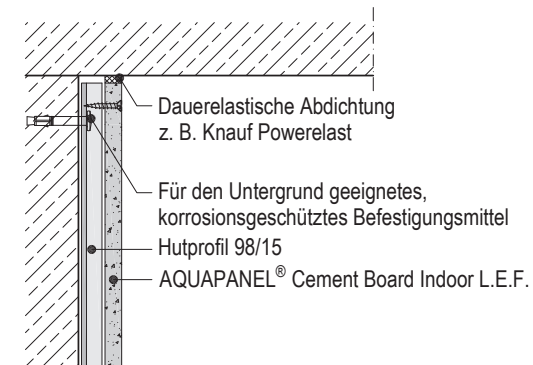 Dauerelastische Abdichtung
z. B. Knauf Powerelast
Für den Untergrund geeignetes,
korrosionsgeschütztes Befestigungsmittel
Hutprofil 98/15
AQUAPANEL® Cement Board Indoor L.E.F.